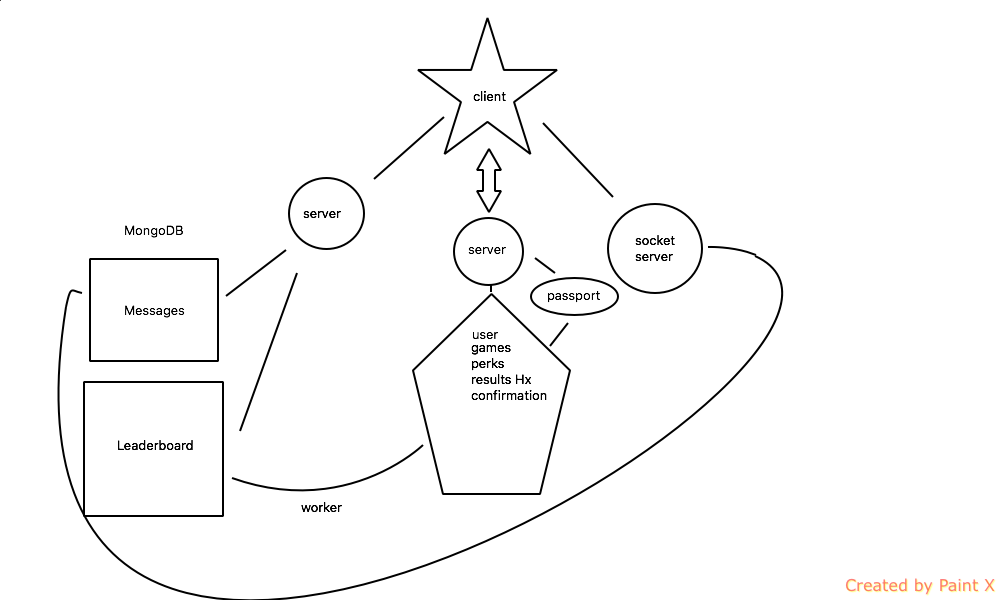 client
server
MongoDB
server
socket
server
passport
Messages
user
games
perks
results Hx
confirmation
Leaderboard
worker
Created by Paint X